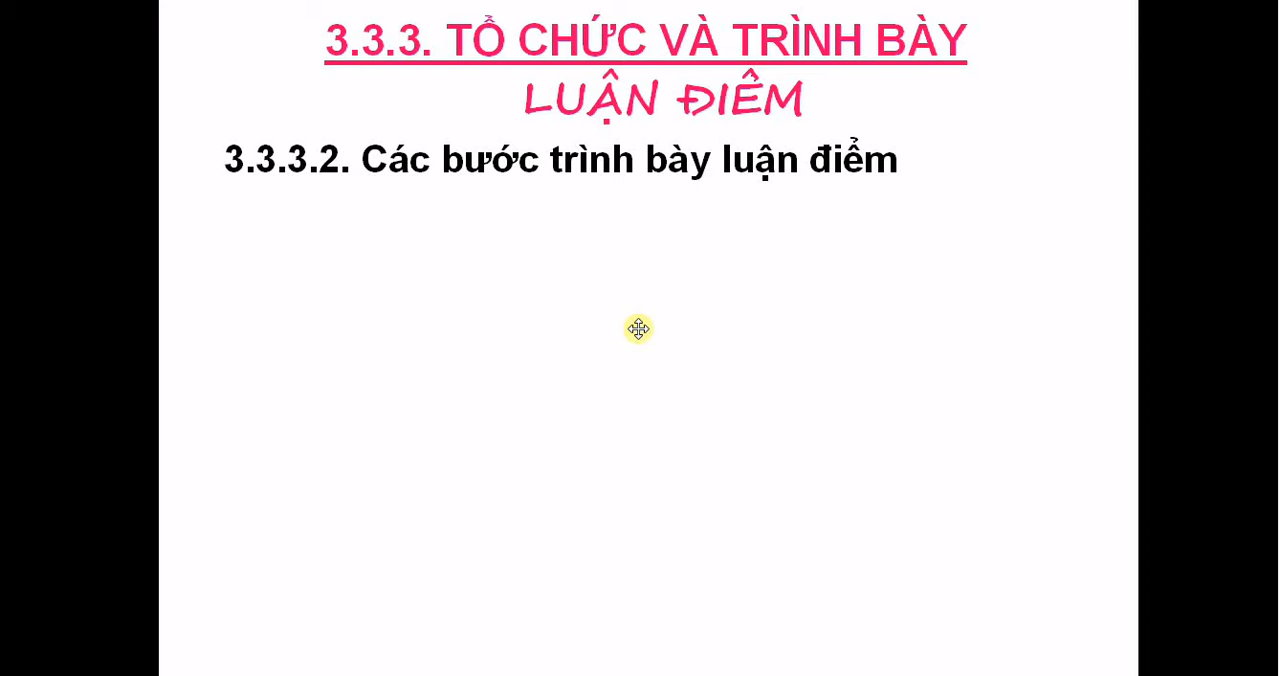 3.3.3. TỔ CHỨC VÀ TRÌNH BÀY
LUẬN ĐIỂM
3.3.3.2. Các bước trình bày luận điểm